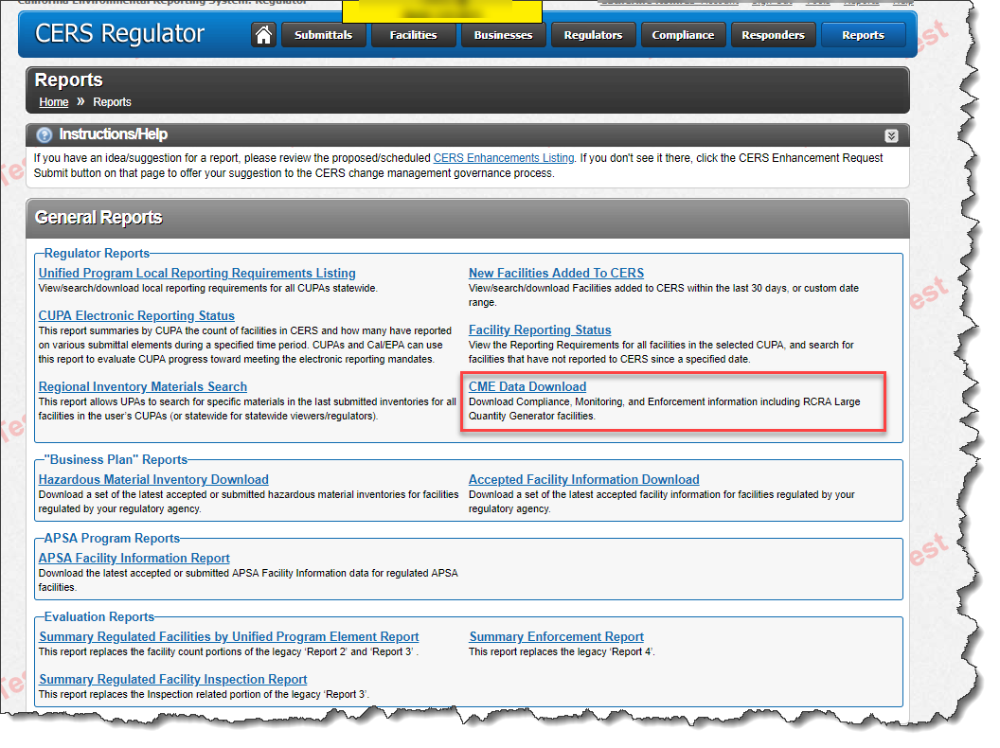 California Environmental Reporting System: Regulator
Account Sign Out Tools Reports Help
CERS Regulator
Submittals Facilities Businesses Regulators Compliance Responders Reports
Reports
Home » Reports
Instructions/Help
If you have an idea/suggestion for a report, please review the proposed/scheduled CERS Enhancements Listing. If you don't see it there, click the CERS Enhancement Request
Submit button on that page to offer your suggestion to the CERS change management governance process.
General Reports
Regulator Reports
Unified Program Local Reporting Requirements Listing
View/search/download local reporting requirements for all CUPAs statewide.
CUPA Electronic Reporting Status
This report summaries by CUPA the count of facilities in CERS and how many have reported
on various submittal elements during a specified time period. CUPAs and Cal/EPA can use
this report to evaluate CUPA progress toward meeting the electronic reporting mandates.
Regional Inventory Materials Search
This report allows UPAs to search for specific materials in the last submitted inventories for all
facilities in the user's CUPAs (or statewide for statewide viewers/regulators).
New Facilities Added To CERS
View/search/download Facilities added to CERS within the last 30 days, or custom date
range.
Facility Reporting Status
View the Reporting Requirements for all facilities in the selected CUPA, and search for
facilities that have not reported to CERS since a specified date.
CME Data Download
Download Compliance, Monitoring, and Enforcement information including RCRA Large
Quantity Generator facilities.
"Business Plan" Reports
Hazardous Material Inventory Download
Download a set of the latest accepted or submitted hazardous material inventories for facilities
regulated by your regulatory agency.
Accepted Facility Information Download
Download a set of the latest accepted facility information for facilities regulated by your
regulatory agency.
APSA Program Reports
APSA Facility Information Report
Download the latest accepted or submitted APSA Facility Information data for regulated APSA
facilities.
Evaluation Reports
Summary Regulated Facilities by Unified Program Element Report
This report replaces the facility count portions of the legacy ‘Report 2’ and ‘Report 3’ .
Summary Enforcement Report
This report replaces the legacy ‘Report 4’.
Summary Regulated Facility Inspection Report
This report replaces the Inspection related portion of the legacy ‘Report 3’.